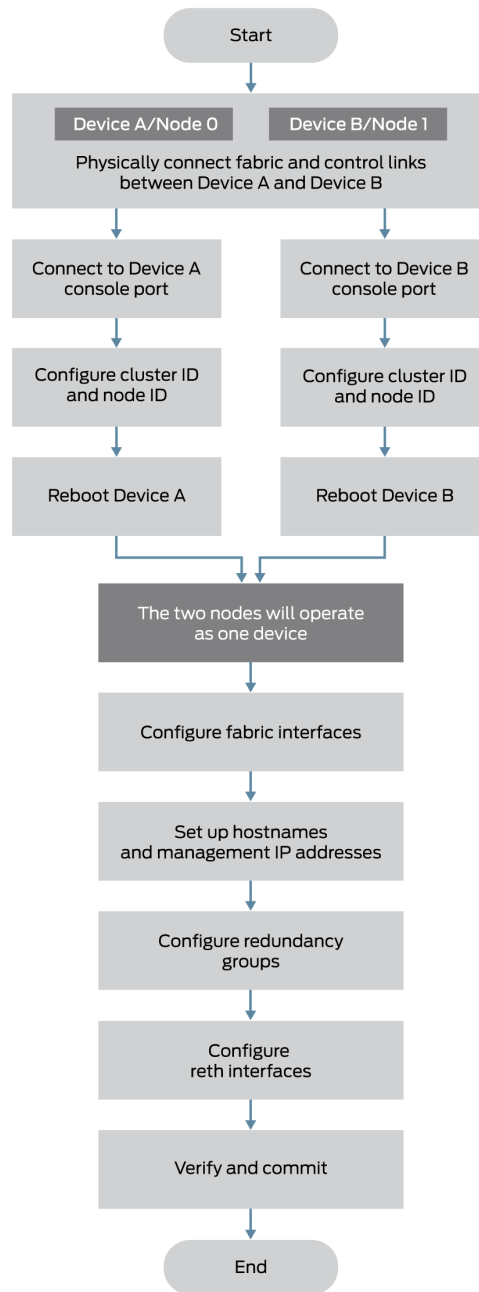 Start
Device A/Node 0
Device B/Node 1
Physically connect fabric and control links
between Device A and Device B
Connect to Device A
console port
Connect to Device B
console port
Configure cluster ID
and node ID
Configure cluster ID
and node ID
Reboot Device A
Reboot Device B
The two nodes will operate
as one device
Configure fabric interfaces
Set up hostnames
and management IP addresses
Configure redundancy
groups
Configure
reth interfaces
Verify and commit
End